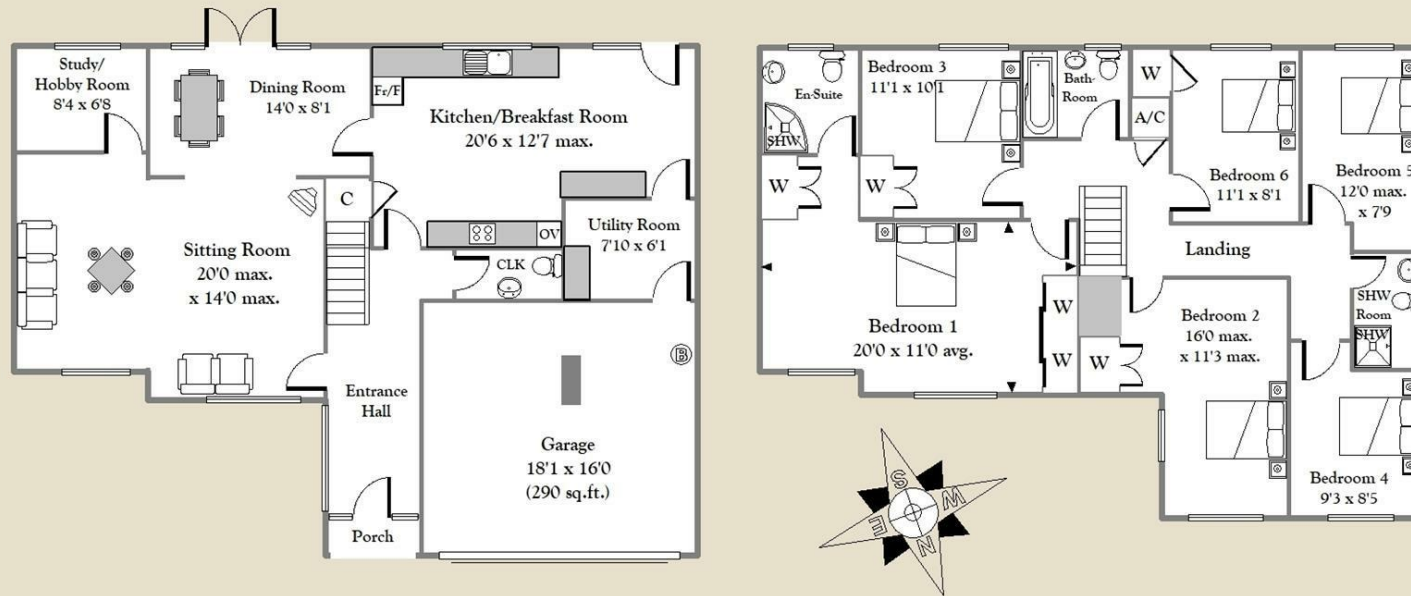 Study/
Hobby Room
8'4 x 6'8
Dining Room
14'0 x 8'1
Fr/F
Kitchen/Breakfast Room
20'6 x 12'7 max.
C
Sitting Room
20'0 max.
x 14'0 max.
OV
Utility Room
7'10 x 6'1
CLK
B
Entrance
Hall
Garage
18'1 x 16'0
(290 sq.ft.)
Porch
En-Suite
SHW
W
Bedroom 3
11'1 x 10'1
W
Bath-
Room
W
A/C
Bedroom 6
11'1 x 8'1
Bedroom 5
12'0 max.
x 7'9
Landing
Bedroom 1
20'0 x 11'0 avg.
W
W
W
Bedroom 2
16'0 max.
x 11'3 max.
SHW
Room
SHW
Bedroom 4
9'3 x 8'5
S
W
E
N